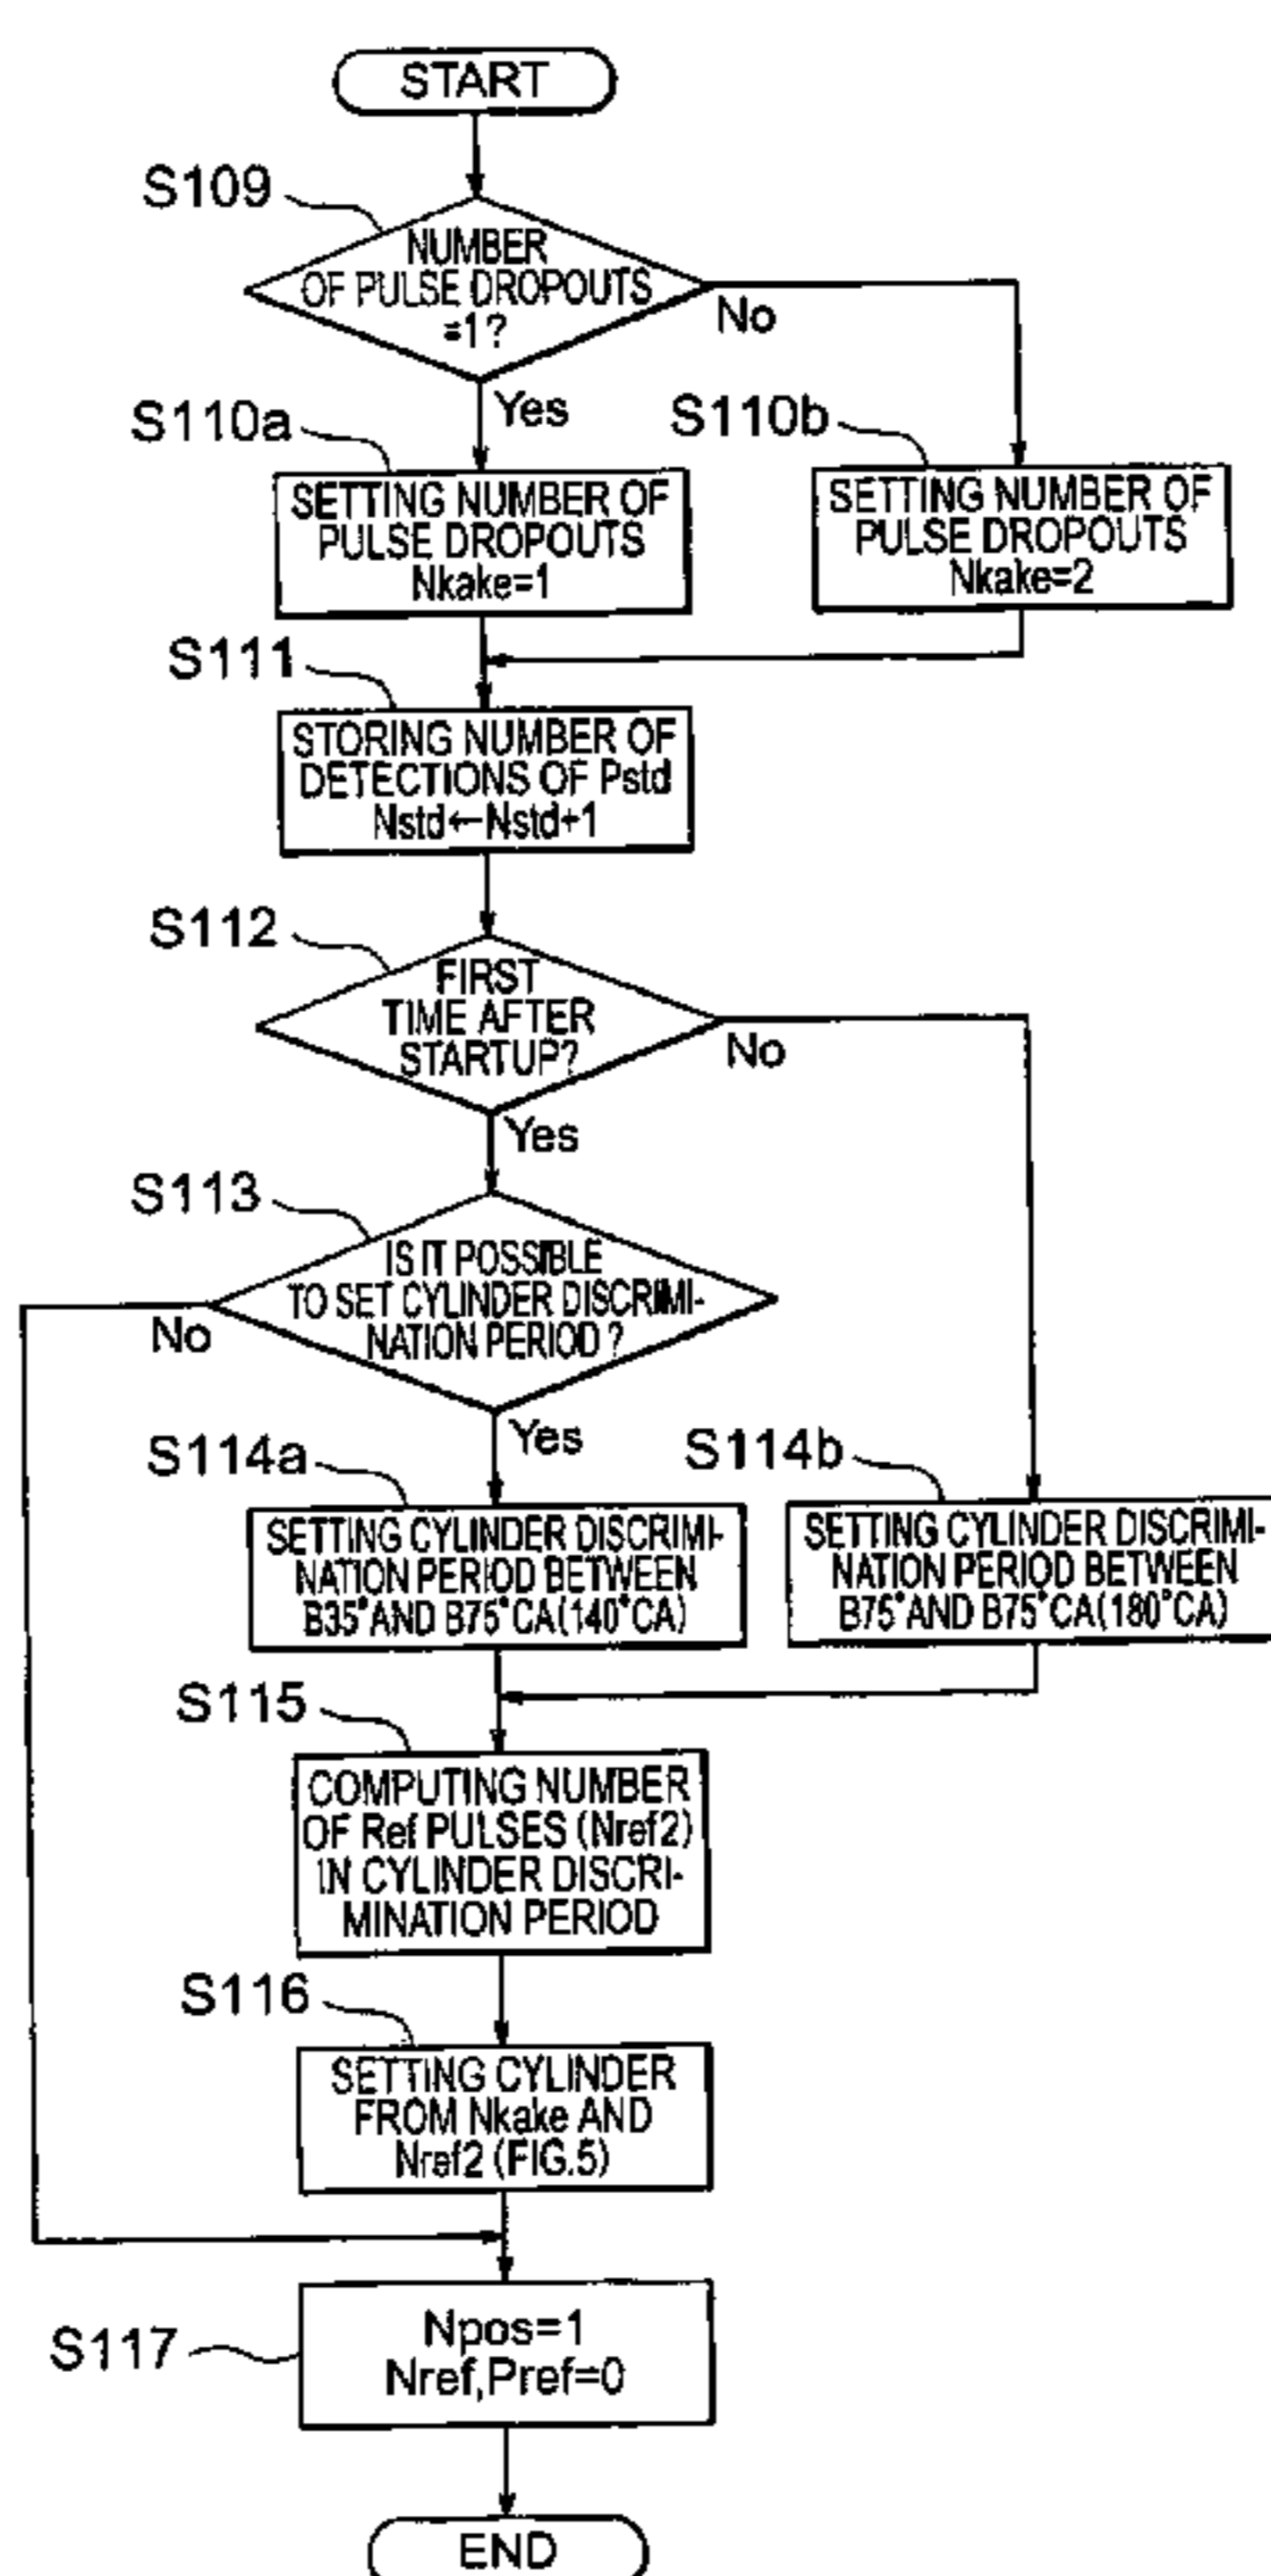 START
S109
NUMBER
OF PULSE DROPOUTS
=1?
No
Yes
S110a
SETTING NUMBER OF
PULSE DROPOUTS
Nkake=1
S110b
SETTING NUMBER OF
PULSE DROPOUTS
Nkake=2
S111
STORING NUMBER OF
DETECTIONS OF Pstd
Nstd←Nstd+1
S112
FIRST
TIME AFTER
STARTUP?
No
Yes
S113
IS IT POSSIBLE
TO SET CYLINDER DISCRIMI-
NATION PERIOD?
No
Yes
S114a
SETTING CYLINDER DISCRIMI-
NATION PERIOD BETWEEN
B35°AND B75°CA(140°CA)
S114b
SETTING CYLINDER DISCRIMI-
NATION PERIOD BETWEEN
B75°AND B75°CA(180°CA)
S115
COMPUTING NUMBER
OF Ref PULSES (Nref2)
IN CYLINDER DISCRI-
MINATION PERIOD
S116
SETTING CYLINDER
FROM Nkake AND
Nref2 (FIG.5)
S117
Npos=1
Nref,Pref=0
END